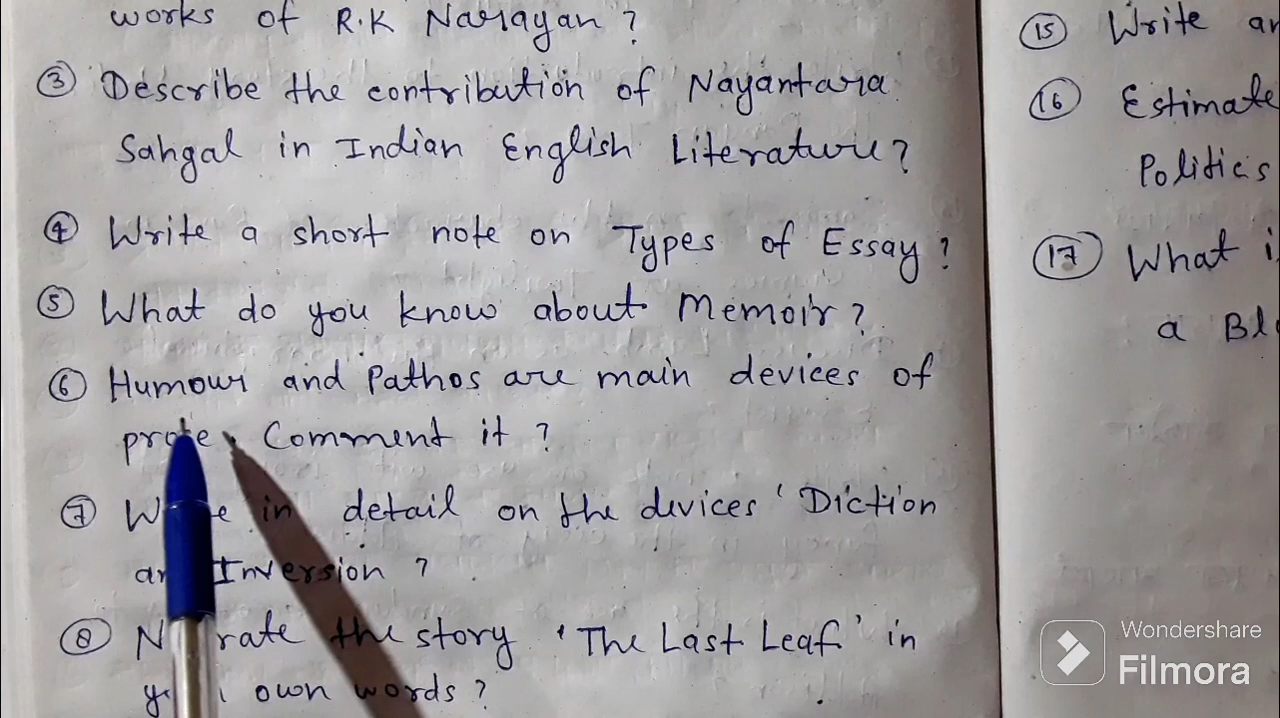 works of R.K Narayan ?
③ Describe the contribution of Nayantara
Sahgal in Indian English Literature ?
④ Write a short note on Types of Essay ?
⑤ What do you know about Memoir ?
⑥ Humour and Pathos are main devices of
Comment it ?
⑦ in detail on the devices ' Diction
Inversion ?
⑧ the story ' The Last Leaf ' in
own words ?
⑮ Write
⑯ Estimate
Politics
⑰ What
a
Wondershare
Filmora